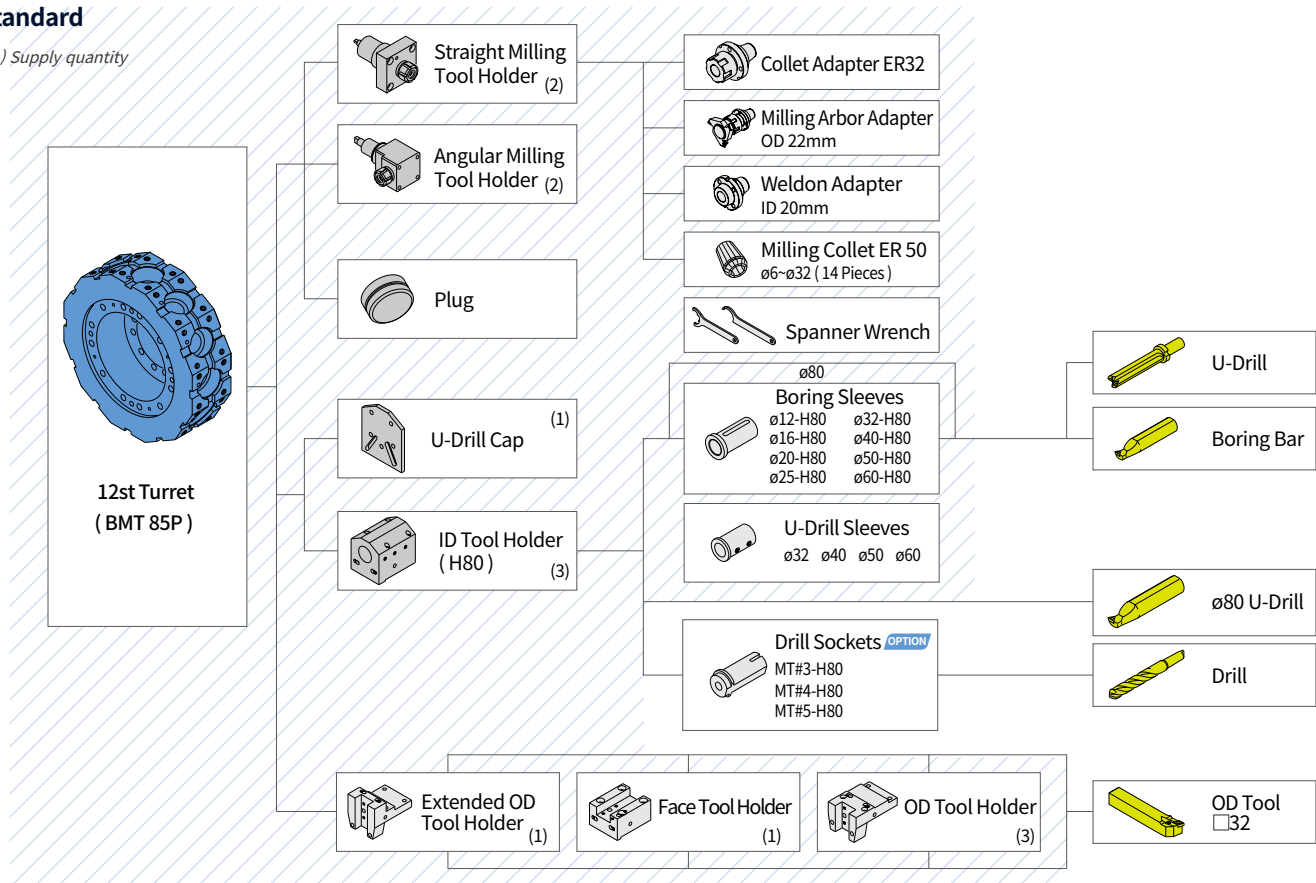 tandard
) Supply quantity
Straight Milling
Tool Holder (2)
Angular Milling
Tool Holder (2)
Plug
(1)
U-Drill Cap
ID Tool Holder
( H80 )
(3)
12st Turret
( BMT 85P )
Collet Adapter ER32
Milling Arbor Adapter
OD 22mm
Weldon Adapter
ID 20mm
Milling Collet ER 50
ø6~ø32 ( 14 Pieces )
Spanner Wrench
ø80
Boring Sleeves
ø12-H80 ø32-H80
ø16-H80 ø40-H80
ø20-H80 ø50-H80
ø25-H80 ø60-H80
U-Drill Sleeves
ø32 ø40 ø50 ø60
Drill Sockets OPTION
MT#3-H80
MT#4-H80
MT#5-H80
U-Drill
Boring Bar
ø80 U-Drill
Drill
Extended OD
Tool Holder (1)
Face Tool Holder
(1)
OD Tool Holder
(3)
OD Tool
□32